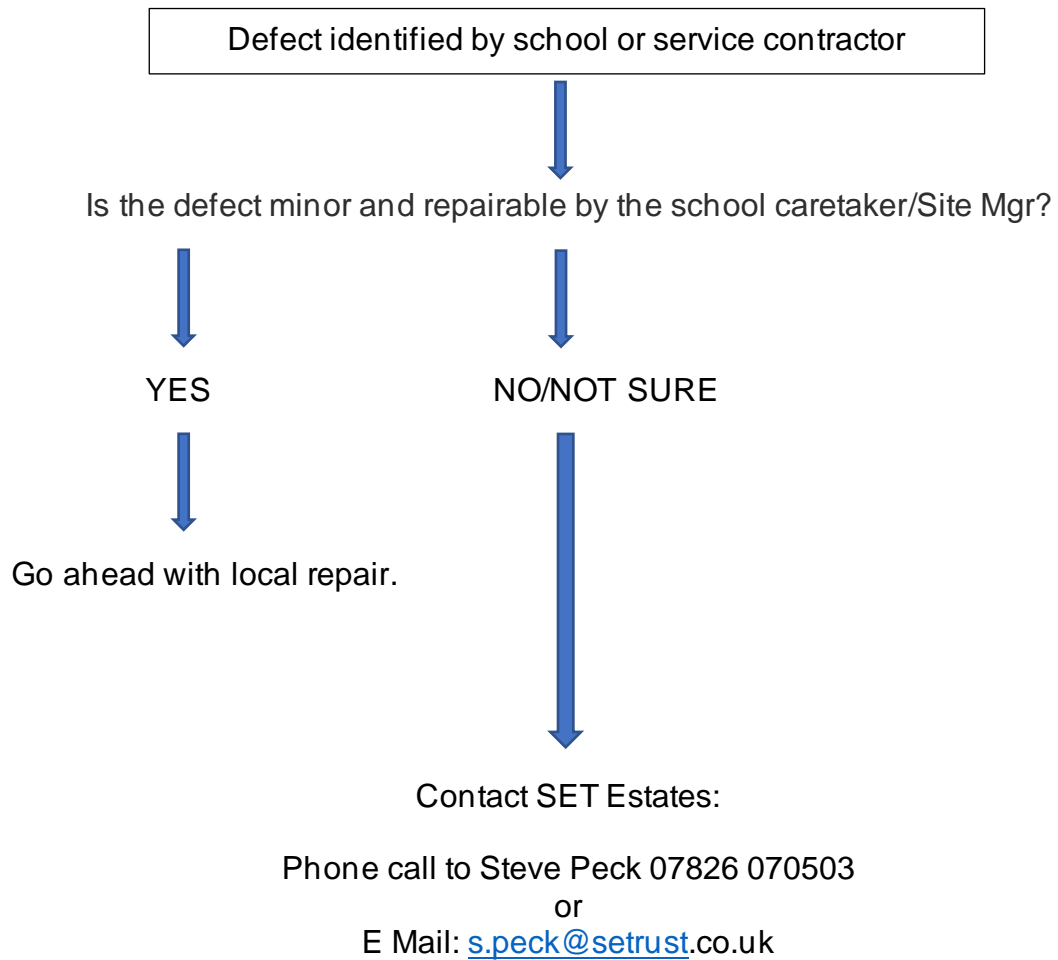 Defect identified by school or service contractor
Is the defect minor and repairable by the school caretaker/Site Mgr?
YES
NO/NOT SURE
Go ahead with local repair.
Contact SET Estates:
Phone call to Steve Peck 07826 070503
or
E Mail: s.peck@setrust.co.uk